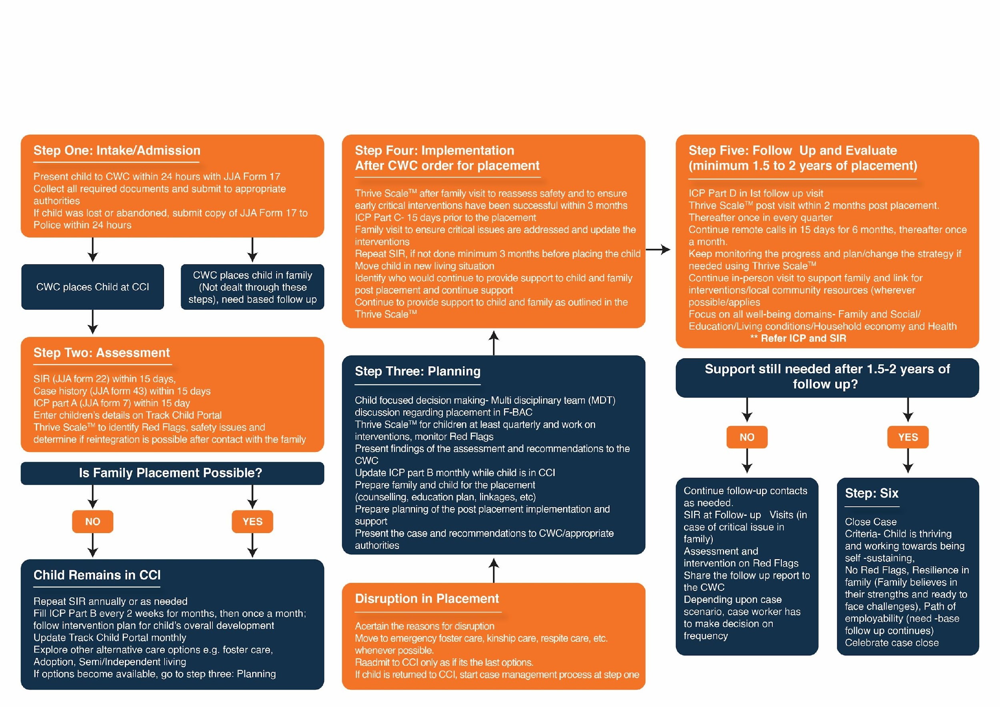 Step One: Intake/Admission
Present child to CWC within 24 hours with JJA Form 17
Collect all required documents and submit to appropriate
authorities
If child was lost or abandoned, submit copy of JJA Form 17 to
Police within 24 hours
CWC places Child at CCI
CWC places child in family
(Not dealt through these
steps), need based follow up
Step Two: Assessment
SIR (JJA form 22) within 15 days,
Case history (JJA form 43) within 15 days
ICP part A (JJA form 7) within 15 day
Enter children's details on Track Child Portal
Thrive Scale™ to identify Red Flags, safety issues and
determine if reintegration is possible after contact with the family
Is Family Placement Possible?
NO
YES
Child Remains in CCI
Repeat SIR annually or as needed
Fill ICP Part B every 2 weeks for months, then once a month;
follow intervention plan for child's overall development
Update Track Child Portal monthly
Explore other alternative care options e.g. foster care,
Adoption, Semi/Independent living
If options become available, go to step three: Planning
Step Four: Implementation
After CWC order for placement
Thrive Scale™ after family visit to reassess safety and to ensure
early critical interventions have been successful within 3 months
ICP Part C- 15 days prior to the placement
Family visit to ensure critical issues are addressed and update the
interventions
Repeat SIR, if not done minimum 3 months before placing the child
Move child in new living situation
Identify who would continue to provide support to child and family
post placement and continue support
Continue to provide support to child and family as outlined in the
Thrive Scale™
Step Three: Planning
Child focused decision making- Multi disciplinary team (MDT)
discussion regarding placement in F-BAC
Thrive Scale™ for children at least quarterly and work on
interventions, monitor Red Flags
Present findings of the assessment and recommendations to the
CWC
Update ICP part B monthly while child is in CCI
Prepare family and child for the placement
(counselling, education plan, linkages, etc)
Prepare planning of the post placement implementation and
support
Present the case and recommendations to CWC/appropriate
authorities
Disruption in Placement
Acertain the reasons for disruption
Move to emergency foster care, kinship care, respite care, etc.
whenever possible.
Raadmit to CCI only as if its the last options.
If child is returned to CCI, start case management process at step one
Step Five: Follow Up and Evaluate
(minimum 1.5 to 2 years of placement)
ICP Part D in Ist follow up visit
Thrive Scale™ post visit wthin 2 months post placement.
Thereafter once in every quarter
Continue remote calls in 15 days for 6 months, thereafter once
a month.
Keep monitoring the progress and plan/change the strategy if
needed using Thrive Scale™
Continue in-person visit to support family and link for
interventions/local community resources (wherever
possible/applies
Focus on all well-being domains- Family and Social/
Education/Living conditions/Household economy and Health
** Refer ICP and SIR
Support still needed after 1.5-2 years of
follow up?
NO
YES
Continue follow-up contacts
as needed.
SIR at Follow- up Visits (in
case of critical issue in
family)
Assessment and
intervention on Red Flags
Share the follow up report to
the CWC
Depending upon case
scenario, case worker has
to make decision on
frequency
Step: Six
Close Case
Criteria- Child is thriving
and working towards being
self -sustaining,
No Red Flags, Resilience in
family (Family believes in
their strengths and ready to
face challenges), Path of
employability (need -base
follow up continues)
Celebrate case close